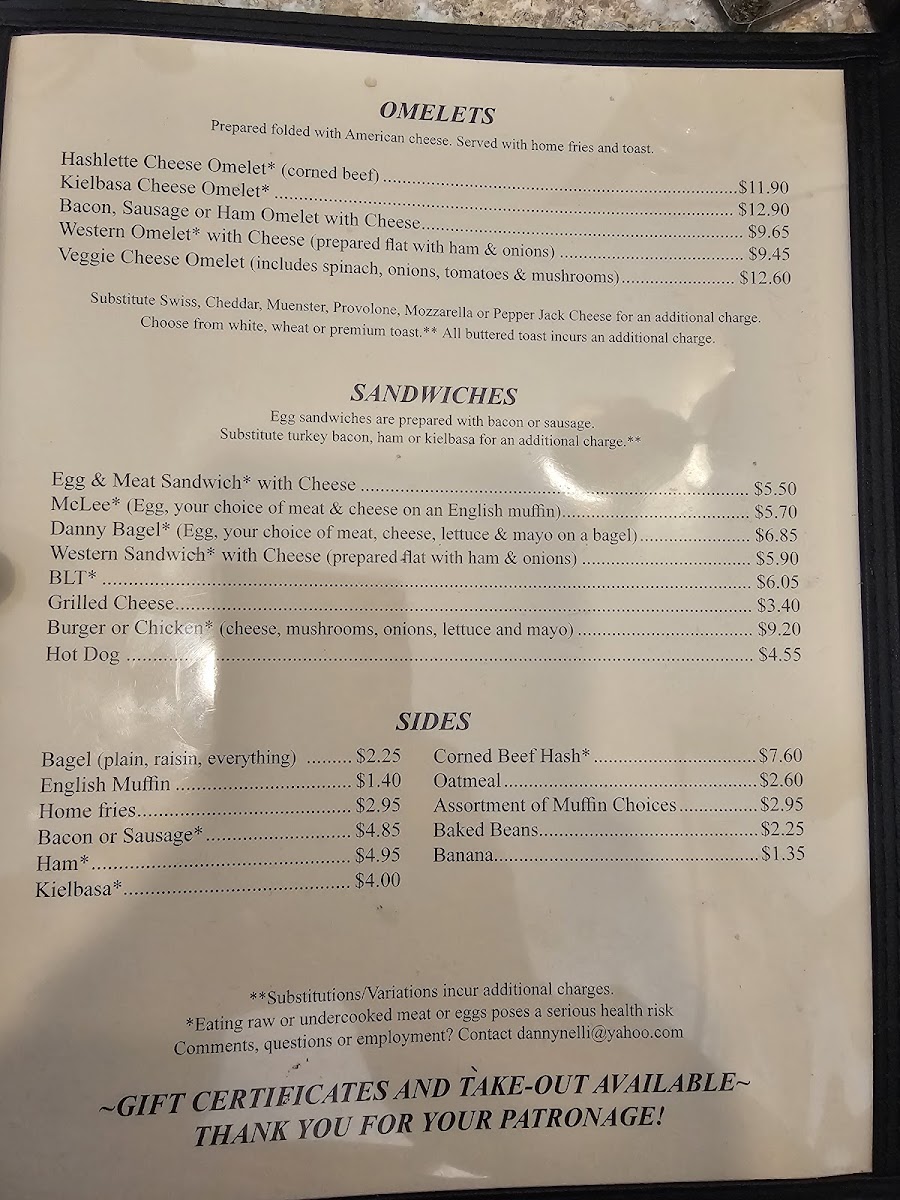 OMELETS
Prepared folded with American cheese. Served with home fries and toast.
Hashlette Cheese Omelet* (corned beef) $11.90
Kielbasa Cheese Omelet* $12.90
Bacon, Sausage or Ham Omelet with Cheese $9.65
Western Omelet* with Cheese (prepared flat with ham & onions) $9.45
Veggie Cheese Omelet (includes spinach, onions, tomatoes & mushrooms) $12.60
Substitute Swiss, Cheddar, Muenster, Provolone, Mozzarella or Pepper Jack Cheese for an additional charge.
Choose from white, wheat or premium toast.** All buttered toast incurs an additional charge.
SANDWICHES
Egg sandwiches are prepared with bacon or sausage.
Substitute turkey bacon, ham or kielbasa for an additional charge.**
Egg & Meat Sandwich* with Cheese $5.50
McLee* (Egg, your choice of meat & cheese on an English muffin) $5.70
Danny Bagel* (Egg, your choice of meat, cheese, lettuce & mayo on a bagel) $6.85
Western Sandwich* with Cheese (prepared flat with ham & onions) $5.90
BLT* $6.05
Grilled Cheese $3.40
Burger or Chicken* (cheese, mushrooms, onions, lettuce and mayo) $9.20
Hot Dog $4.55
SIDES
Bagel (plain, raisin, everything) $2.25
English Muffin $1.40
Home fries $2.95
Bacon or Sausage* $4.85
Ham* $4.95
Kielbasa* $4.00
Corned Beef Hash* $7.60
Oatmeal $2.60
Assortment of Muffin Choices $2.95
Baked Beans $2.25
Banana $1.35
**Substitutions/Variations incur additional charges.
*Eating raw or undercooked meat or eggs poses a serious health risk
Comments, questions or employment? Contact dannynelli@yahoo.com
~GIFT CERTIFICATES AND TAKE-OUT AVAILABLE~
THANK YOU FOR YOUR PATRONAGE!